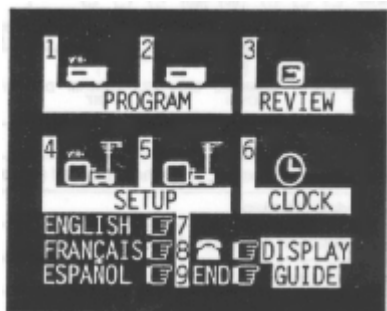 1 2 3
PROGRAM REVIEW
4 5 6
SETUP CLOCK
ENGLISH 7
FRANÇAIS 8 DISPLAY
ESPAÑOL 9 END GUIDE